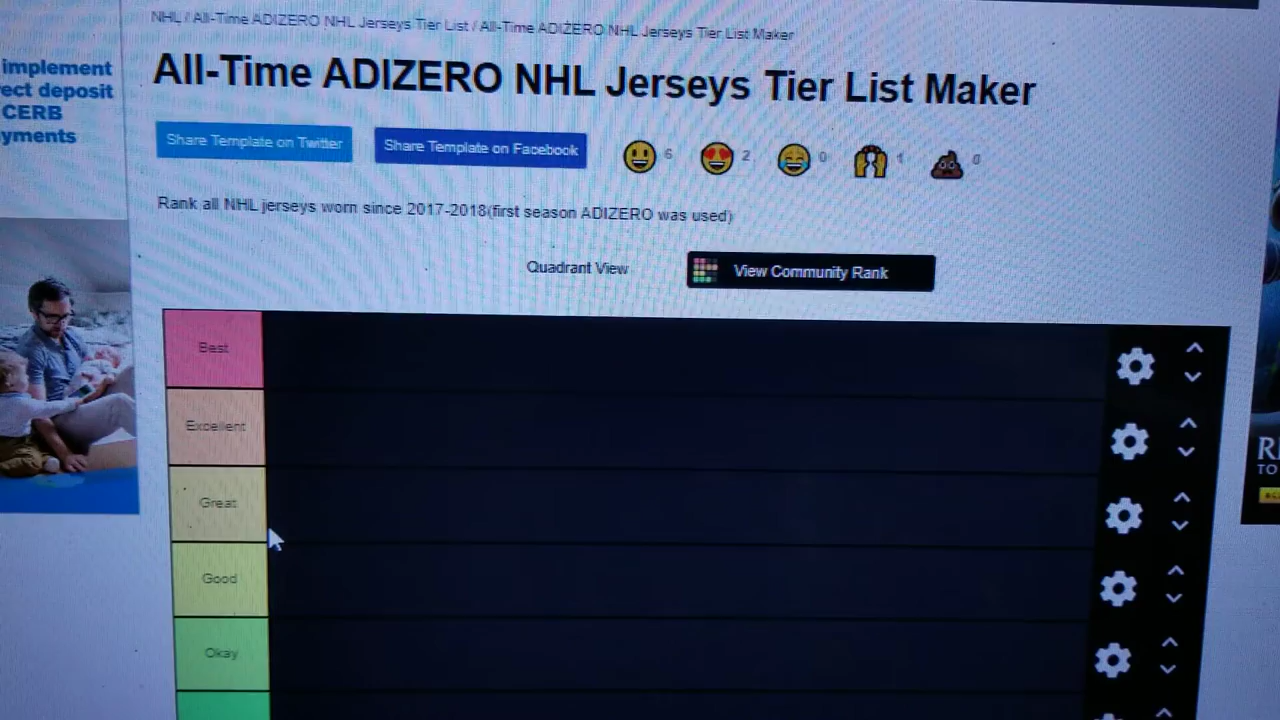 NHL / All-Time ADIZERO NHL Jerseys Tier List / All-Time ADIZERO NHL Jerseys Tier List Maker
implement
ect deposit
CERB
yments
All-Time ADIZERO NHL Jerseys Tier List Maker
Share Template on Twitter
Share Template on Facebook
6
2
0
1
0
Rank all NHL jerseys worn since 2017-2018(first season ADIZERO was used)
Quadrant View
View Community Rank
Best
Excellent
Great
Good
Okay
TO